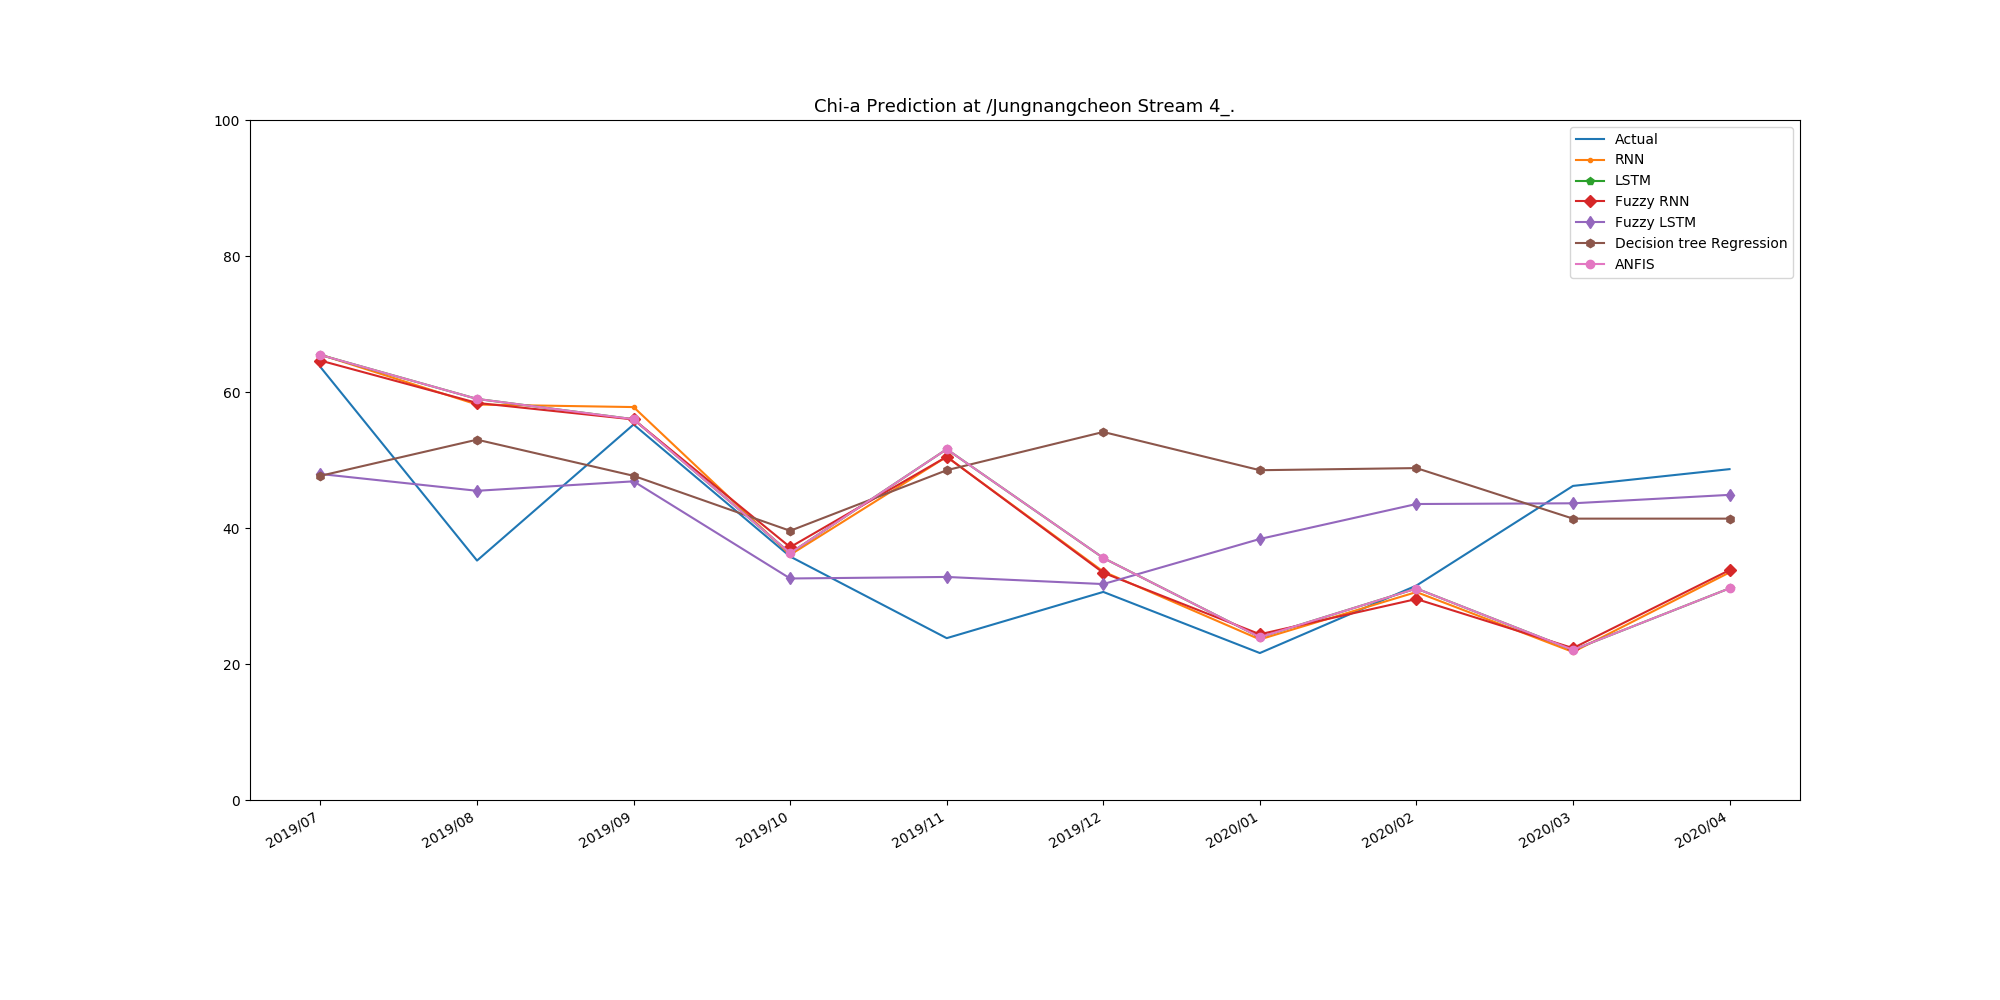 Chi-a Prediction at /Jungnangcheon Stream 4_.
100
80
60
40
20
0
Actual
RNN
LSTM
Fuzzy RNN
Fuzzy LSTM
Decision tree Regression
ANFIS
2019/07
2019/08
2019/09
2019/10
2019/11
2019/12
2020/01
2020/02
2020/03
2020/04